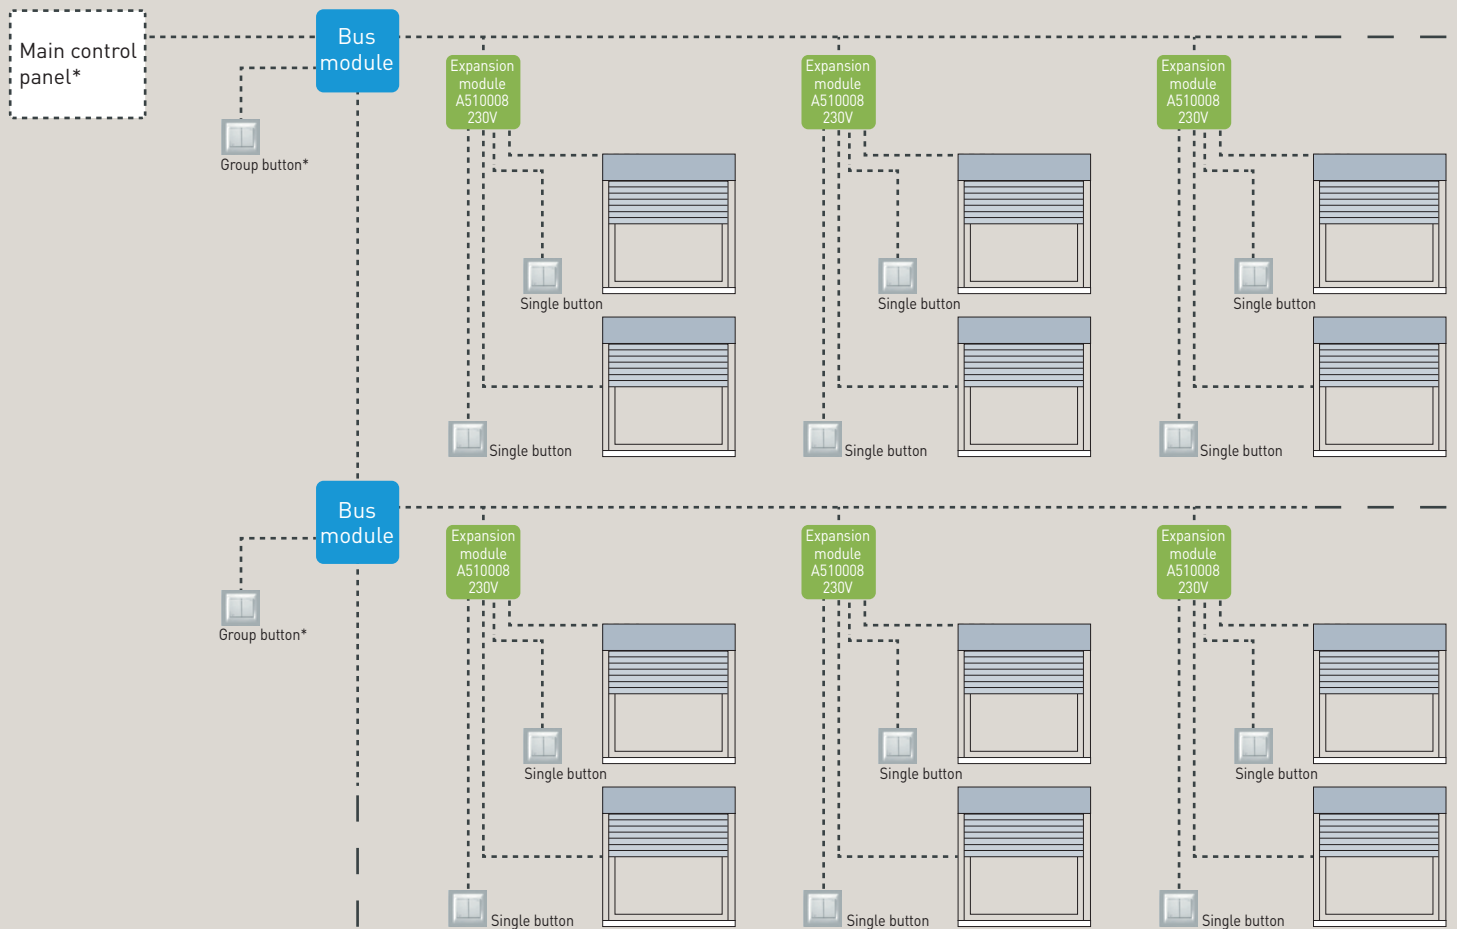 Main control
panel*
Bus
module
Group button*
Expansion
module
A510008
230V
Expansion
module
A510008
230V
Expansion
module
A510008
230V
Single button
Single button
Single button
Single button
Single button
Single button
Bus
module
Group button*
Expansion
module
A510008
230V
Expansion
module
A510008
230V
Expansion
module
A510008
230V
Single button
Single button
Single button
Single button
Single button
Single button